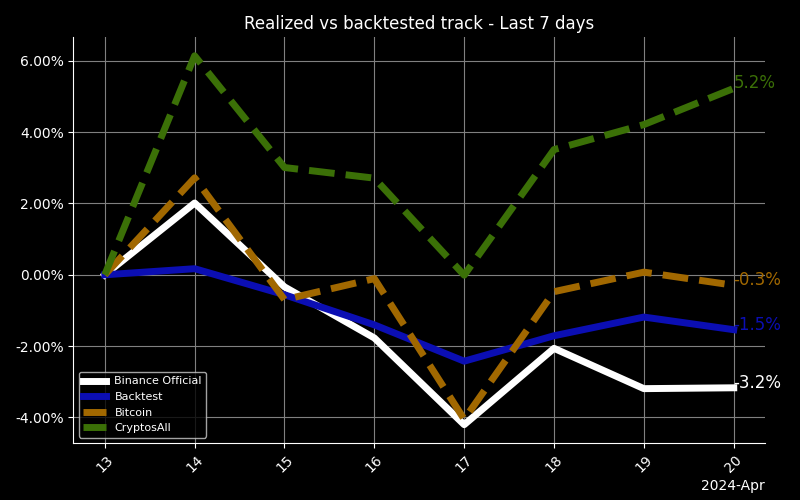 Realized vs backtested track - Last 7 days
6.00%
4.00%
2.00%
0.00%
-2.00%
-4.00%
5.2%
-0.3%
-1.5%
-3.2%
Binance Official
Backtest
Bitcoin
CryptosAll
13 14 15 16 17 18 19 20
2024-Apr